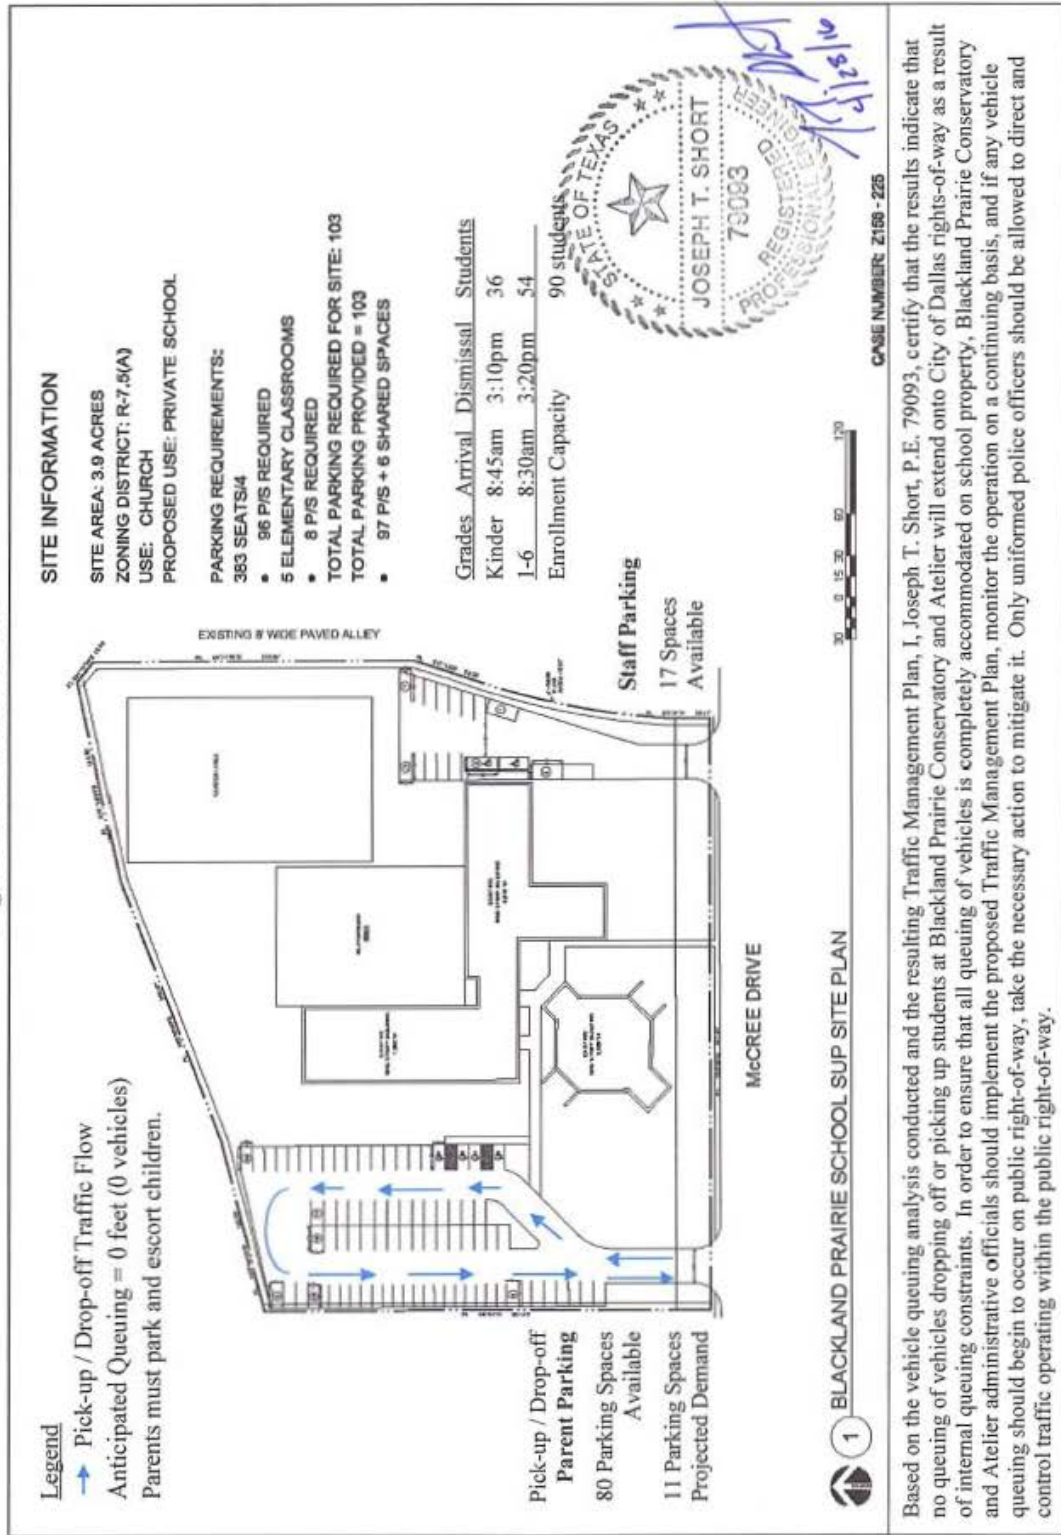 Legend
Pick-up / Drop-off Traffic Flow
Anticipated Queuing = 0 feet (0 vehicles)
Parents must park and escort children.
SITE INFORMATION
SITE AREA: 3.9 ACRES
ZONING DISTRICT: R-7.5(A)
USE: CHURCH
PROPOSED USE: PRIVATE SCHOOL
PARKING REQUIREMENTS:
383 SEATS/4
• 96 P/S REQUIRED
5 ELEMENTARY CLASSROOMS
• 8 P/S REQUIRED
TOTAL PARKING REQUIRED FOR SITE: 103
TOTAL PARKING PROVIDED = 103
• 97 P/S + 6 SHARED SPACES
Grades Arrival Dismissal Students
Kinder 8:45am 3:10pm 36
1-6 8:30am 3:20pm 54
Enrollment Capacity 90 students
EXISTING 8' WIDE PAVED ALLEY
Pick-up / Drop-off
Parent Parking
80 Parking Spaces
Available
11 Parking Spaces
Projected Demand
Staff Parking
17 Spaces
Available
McCREE DRIVE
STATE OF TEXAS
JOSEPH T. SHORT
79093
REGISTERED
PROFESSIONAL ENGINEER
1 BLACKLAND PRAIRIE SCHOOL SUP SITE PLAN
30 0 15 30 60 120
CASE NUMBER: Z156 - 225
Based on the vehicle queuing analysis conducted and the resulting Traffic Management Plan, I, Joseph T. Short, P.E. 79093, certify that the results indicate that
no queuing of vehicles dropping off or picking up students at Blackland Prairie Conservatory and Atelier will extend onto City of Dallas rights-of-way as a result
of internal queuing constraints. In order to ensure that all queuing of vehicles is completely accommodated on school property, Blackland Prairie Conservatory
and Atelier administrative officials should implement the proposed Traffic Management Plan, monitor the operation on a continuing basis, and if any vehicle
queuing should begin to occur on public right-of-way, take the necessary action to mitigate it. Only uniformed police officers should be allowed to direct and
control traffic operating within the public right-of-way.